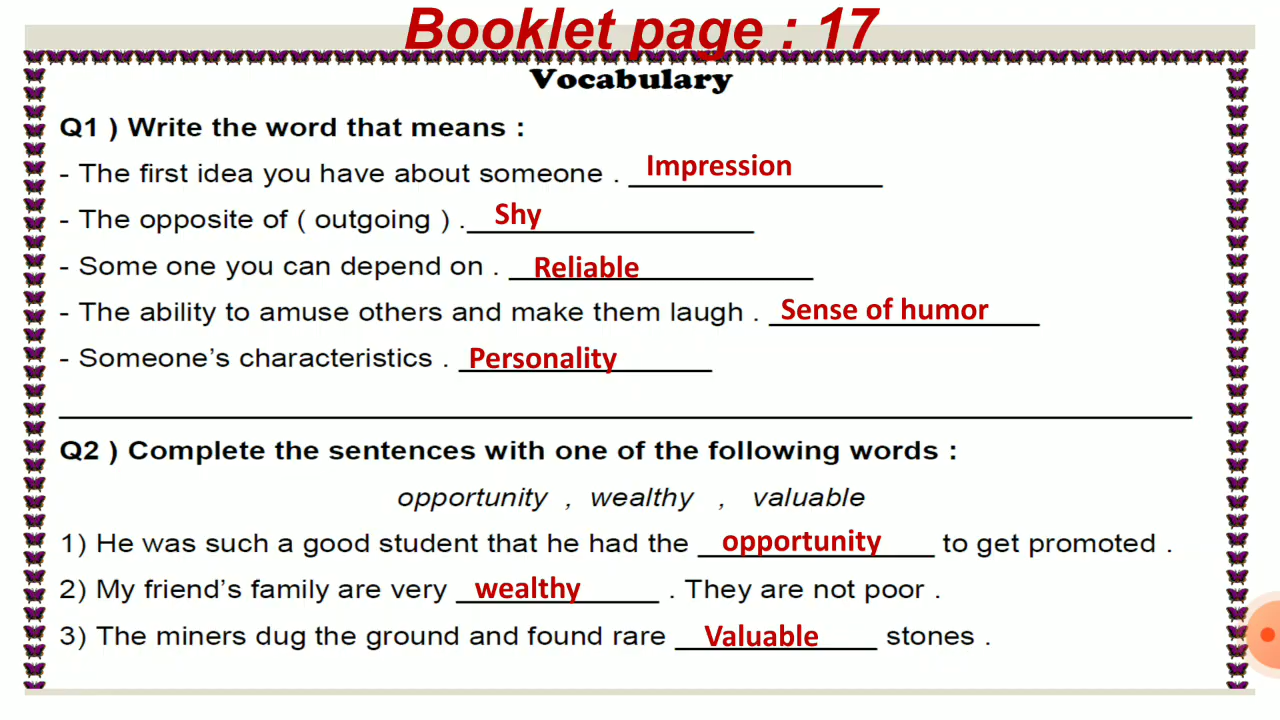 Booklet page : 17
Vocabulary
Q1 ) Write the word that means :
- The first idea you have about someone . Impression
- The opposite of ( outgoing ) . Shy
- Some one you can depend on . Reliable
- The ability to amuse others and make them laugh . Sense of humor
- Someone's characteristics . Personality
Q2 ) Complete the sentences with one of the following words :
opportunity , wealthy , valuable
1) He was such a good student that he had the opportunity to get promoted .
2) My friend's family are very wealthy . They are not poor .
3) The miners dug the ground and found rare Valuable stones .